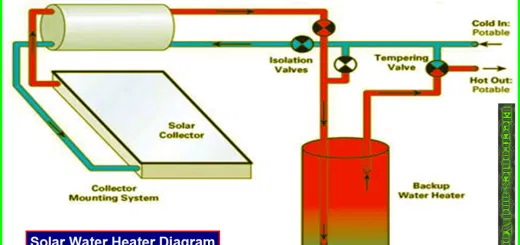 Cold In:
Potable
Isolation
Valves
Tempering
Valve
Hot Out:
Potable
Solar
Collector
Collector
Mounting System
Backup
Water Heater
Solar Water Heater Diagram